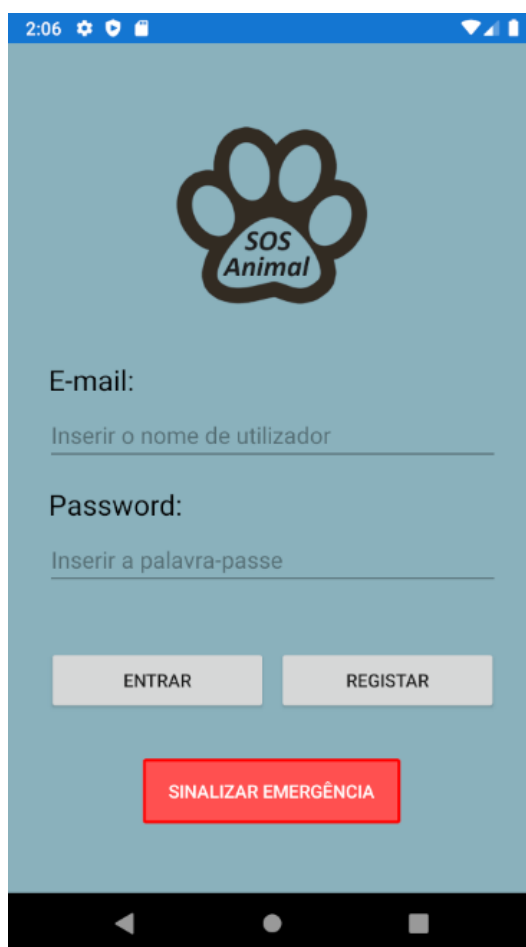 2:06
SOS
Animal
E-mail:
Inserir o nome de utilizador
Password:
Inserir a palavra-passe
ENTRAR
REGISTAR
SINALIZAR EMERGÊNCIA